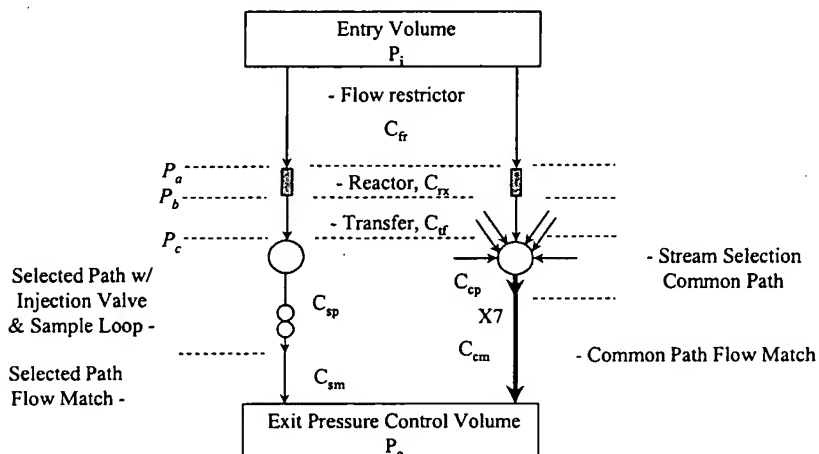 Entry Volume
P_i
- Flow restrictor
C_fr
P_a
- Reactor, C_rx
P_b
- Transfer, C_tf
P_c
Selected Path w/
Injection Valve
& Sample Loop -
C_sp
C_cp
X7
- Stream Selection
Common Path
Selected Path
Flow Match -
C_sm
C_cm
- Common Path Flow Match
Exit Pressure Control Volume